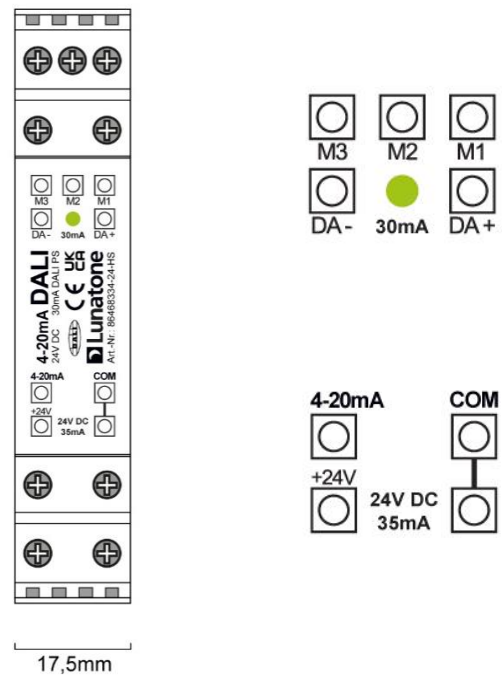 M3 M2 M1
DA- 30mA DA+
4-20mA DALI
24V DC 30mA DALI PS
CE UK CA
DALI
Lunatone
Art.-Nr.: 86468334-24-HS
4-20mA COM
+24V
24V DC
35mA
17,5mm
M3 M2 M1
DA- 30mA DA+
4-20mA COM
+24V
24V DC
35mA